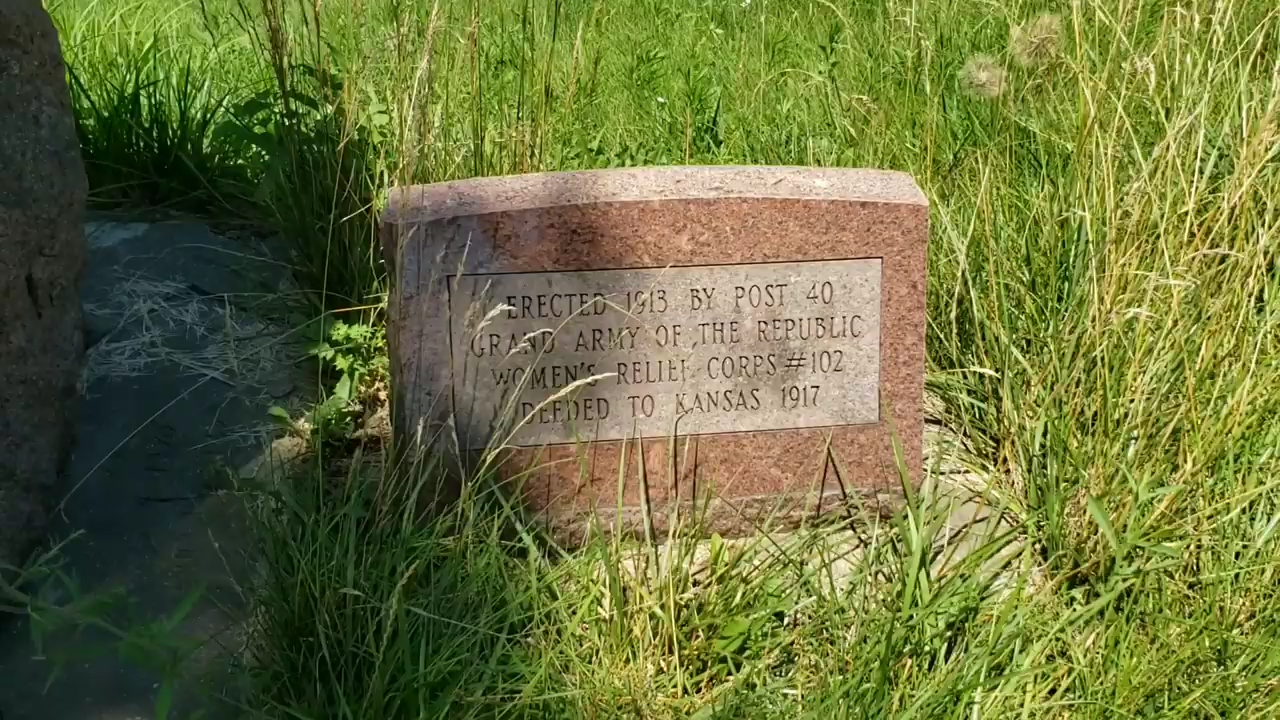 ERECTED 1913 BY POST 40
GRAND ARMY OF THE REPUBLIC
WOMEN'S RELIEF CORPS #102
DEEDED TO KANSAS 1917